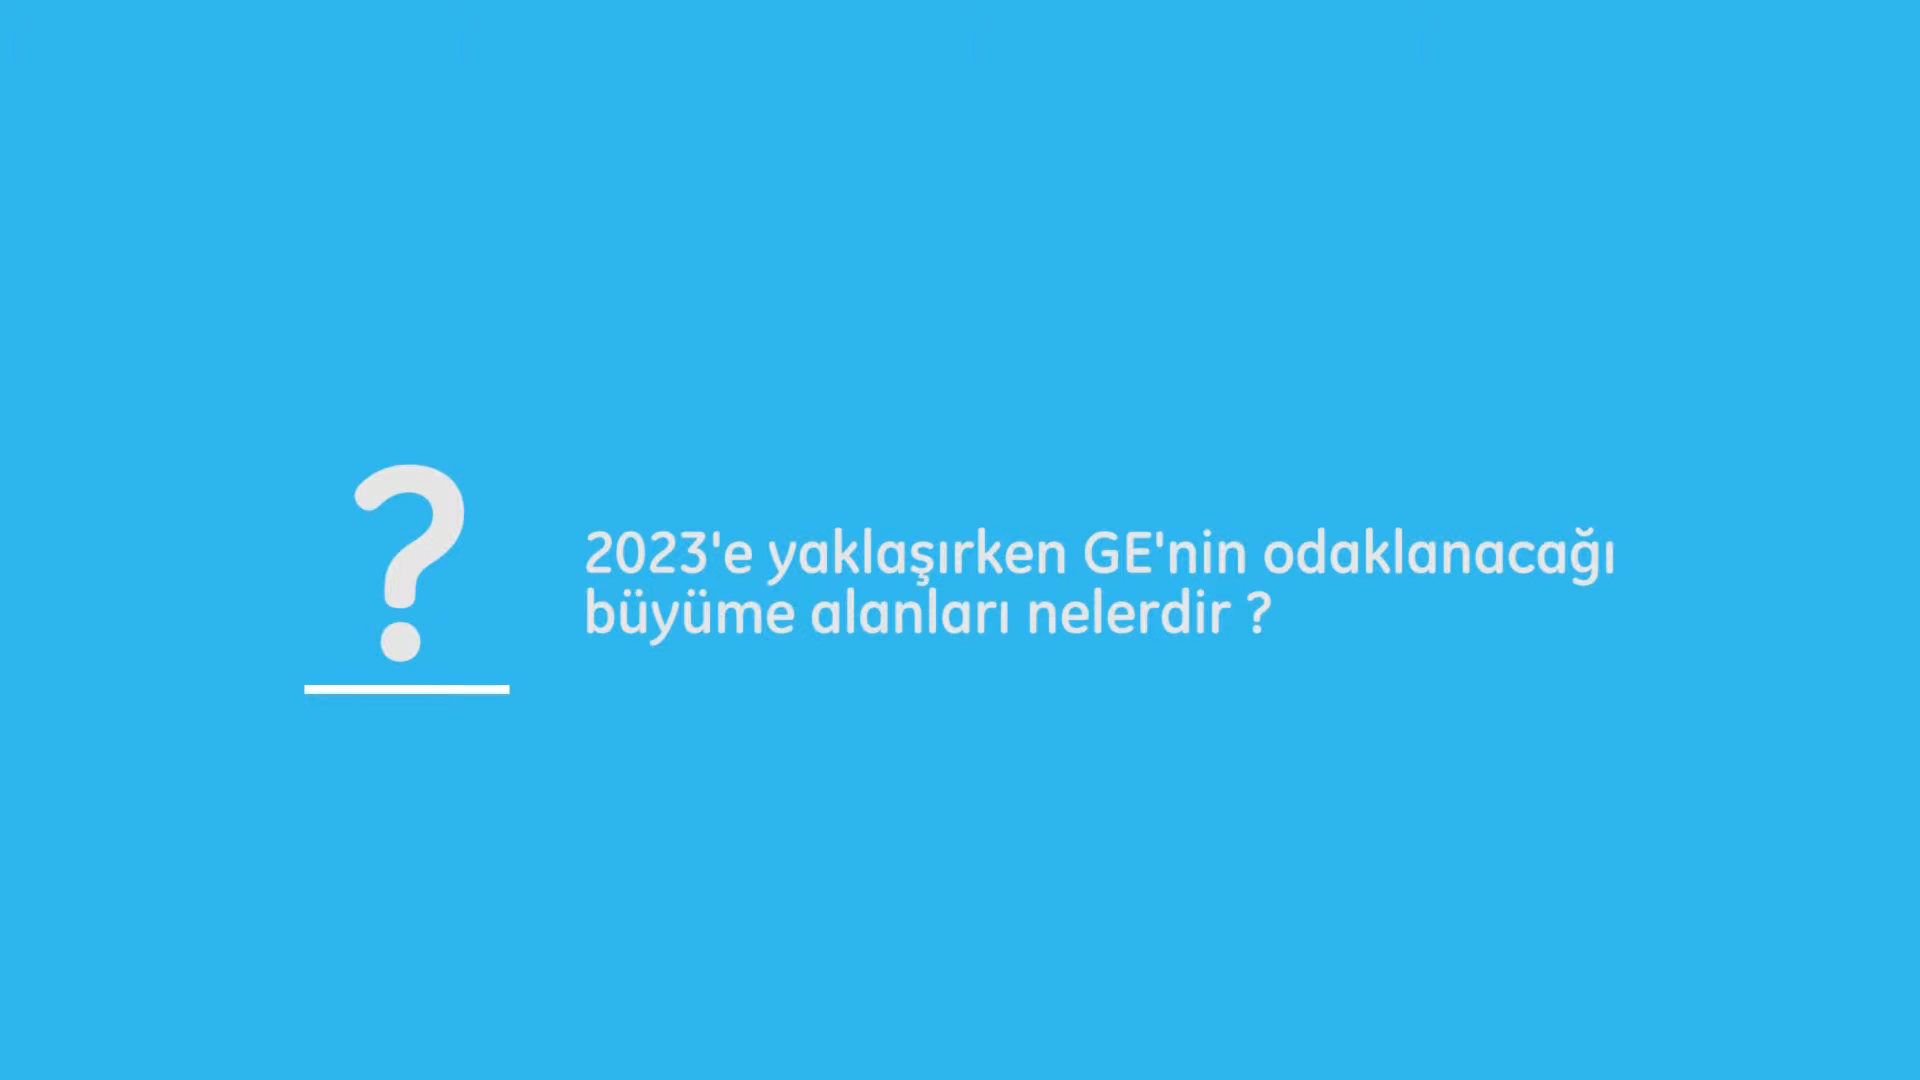 ?
2023'e yaklaşırken GE'nin odaklanacağı
büyüme alanları nelerdir ?